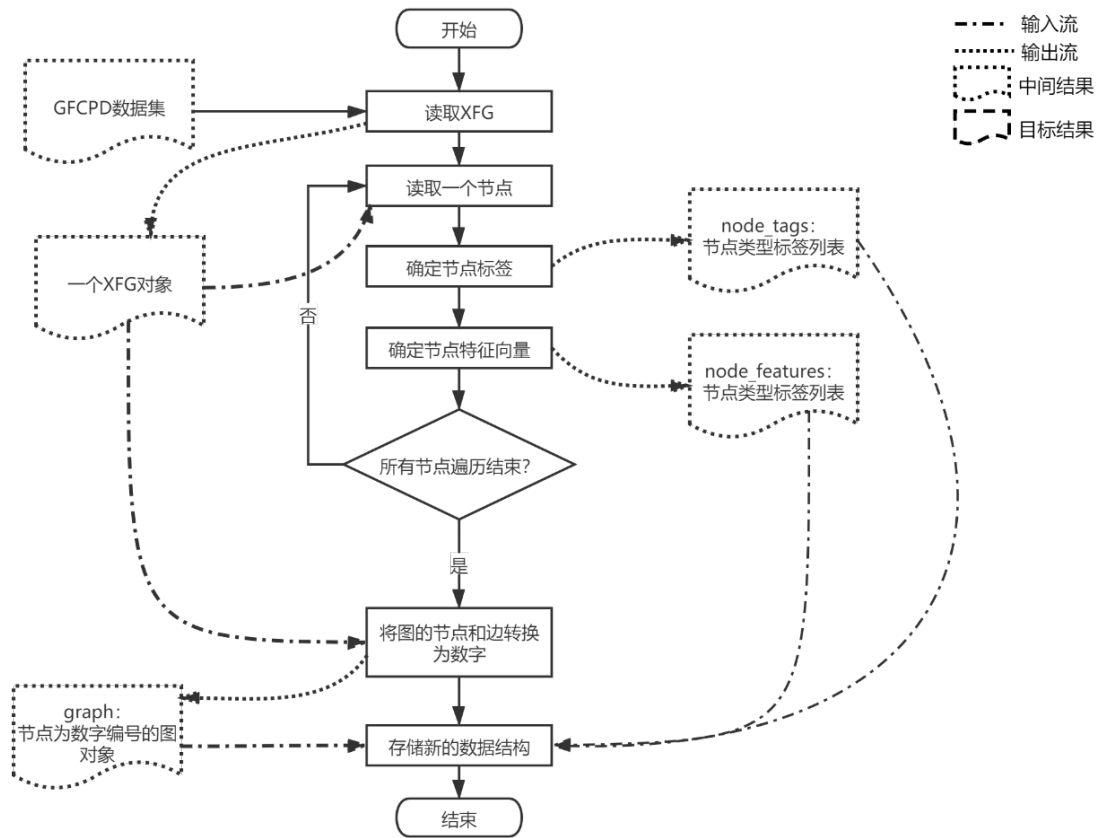 开始
输入流
输出流
中间结果
目标结果
GFCPD数据集
读取XFG
读取一个节点
node_tags:
节点类型标签列表
确定节点标签
一个XFG对象
否
确定节点特征向量
node_features:
节点类型标签列表
所有节点遍历结束?
是
将图的节点和边转换
为数字
graph:
节点为数字编号的图
对象
存储新的数据结构
结束